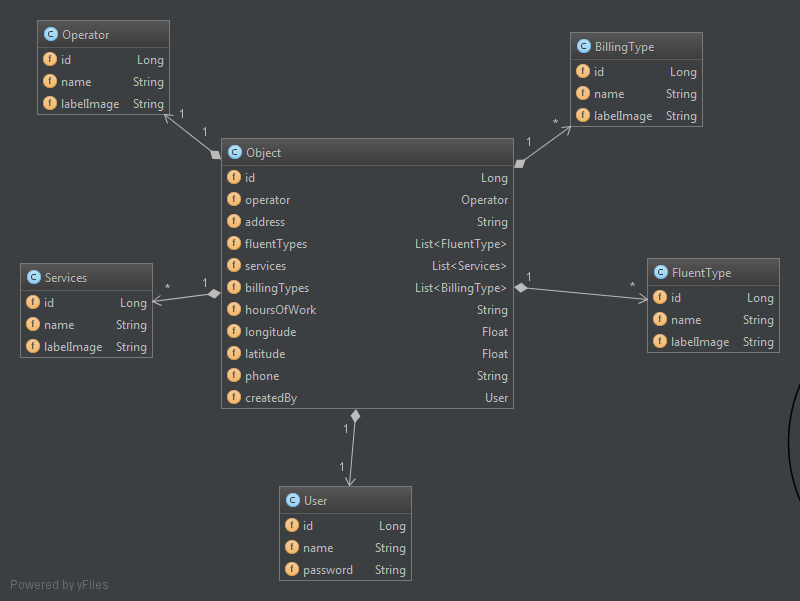 Operator
id Long
name String
labelImage String
1
1
BillingType
id Long
name String
labelImage String
*
1
Object
id Long
operator Operator
address String
fluentTypes List<FluentType>
services List<Services>
billingTypes List<BillingType>
hoursOfWork String
longitude Float
latitude Float
phone String
createdBy User
Services
id Long
name String
labelImage String
*
1
FluentType
id Long
name String
labelImage String
1
*
1
1
User
id Long
name String
password String
Powered by yFiles